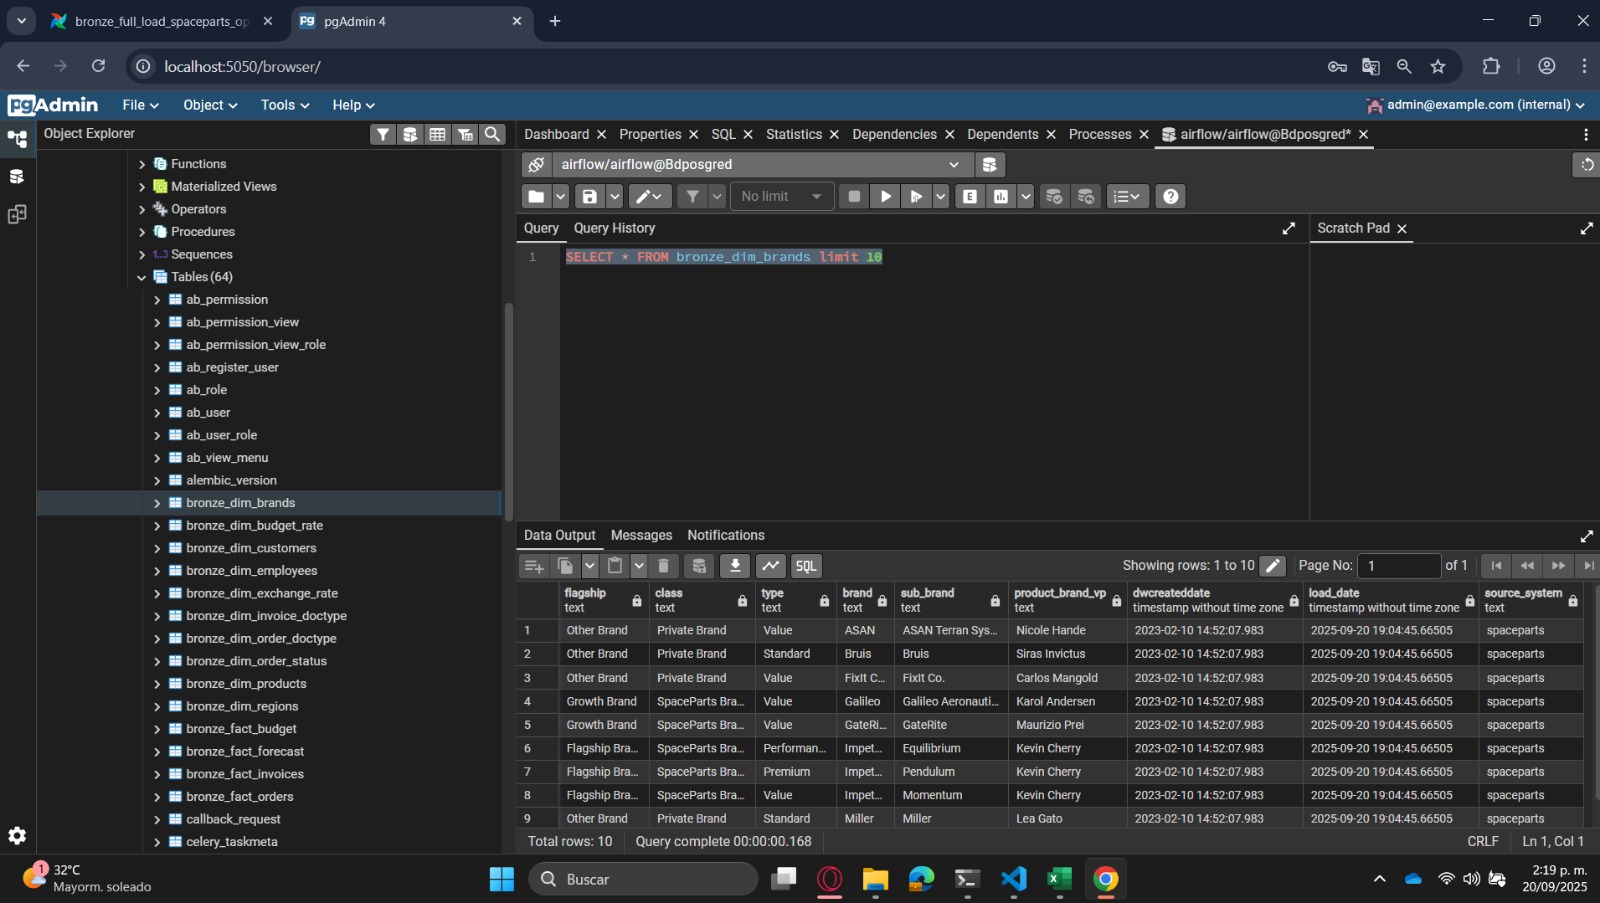 bronze_full_load_spaceparts_op
pgAdmin 4
localhost:5050/browser/
pgAdmin
File
Object
Tools
Help
admin@example.com (internal)
Object Explorer
Dashboard
Properties
SQL
Statistics
Dependencies
Dependents
Processes
airflow/airflow@Bdposgred*
Functions
Materialized Views
Operators
Procedures
1..3 Sequences
Tables (64)
ab_permission
ab_permission_view
ab_permission_view_role
ab_register_user
ab_role
ab_user
ab_user_role
ab_view_menu
alembic_version
bronze_dim_brands
bronze_dim_budget_rate
bronze_dim_customers
bronze_dim_employees
bronze_dim_exchange_rate
bronze_dim_invoice_doctype
bronze_dim_order_doctype
bronze_dim_order_status
bronze_dim_products
bronze_dim_regions
bronze_fact_budget
bronze_fact_forecast
bronze_fact_invoices
bronze_fact_orders
callback_request
celery_taskmeta
airflow/airflow@Bdposgred
No limit
E
Query
Query History
Scratch Pad
1
SELECT * FROM bronze_dim_brands limit 10
Data Output
Messages
Notifications
SQL
Showing rows: 1 to 10
Page No:
1
of 1
flagship text
class text
type text
brand text
sub_brand text
product_brand_vp text
dwcreateddate timestamp without time zone
load_date timestamp without time zone
source_system text
1 Other Brand Private Brand Value ASAN ASAN Terran Sys... Nicole Hande 2023-02-10 14:52:07.983 2025-09-20 19:04:45.66505 spaceparts
2 Other Brand Private Brand Standard Bruis Bruis Siras Invictus 2023-02-10 14:52:07.983 2025-09-20 19:04:45.66505 spaceparts
3 Other Brand Private Brand Value FixIt C... FixIt Co. Carlos Mangold 2023-02-10 14:52:07.983 2025-09-20 19:04:45.66505 spaceparts
4 Growth Brand SpaceParts Bra... Value Galileo Galileo Aeronauti... Karol Andersen 2023-02-10 14:52:07.983 2025-09-20 19:04:45.66505 spaceparts
5 Growth Brand SpaceParts Bra... Value GateRi... GateRite Maurizio Prei 2023-02-10 14:52:07.983 2025-09-20 19:04:45.66505 spaceparts
6 Flagship Bra... SpaceParts Bra... Performan... Impet... Equilibrium Kevin Cherry 2023-02-10 14:52:07.983 2025-09-20 19:04:45.66505 spaceparts
7 Flagship Bra... SpaceParts Bra... Premium Impet... Pendulum Kevin Cherry 2023-02-10 14:52:07.983 2025-09-20 19:04:45.66505 spaceparts
8 Flagship Bra... SpaceParts Bra... Value Impet... Momentum Kevin Cherry 2023-02-10 14:52:07.983 2025-09-20 19:04:45.66505 spaceparts
9 Other Brand Private Brand Standard Miller Miller Lea Gato 2023-02-10 14:52:07.983 2025-09-20 19:04:45.66505 spaceparts
Total rows: 10
Query complete 00:00:00.168
CRLF
Ln 1, Col 1
1
32°C
Mayorm. soleado
Buscar
2:19 p. m.
20/09/2025